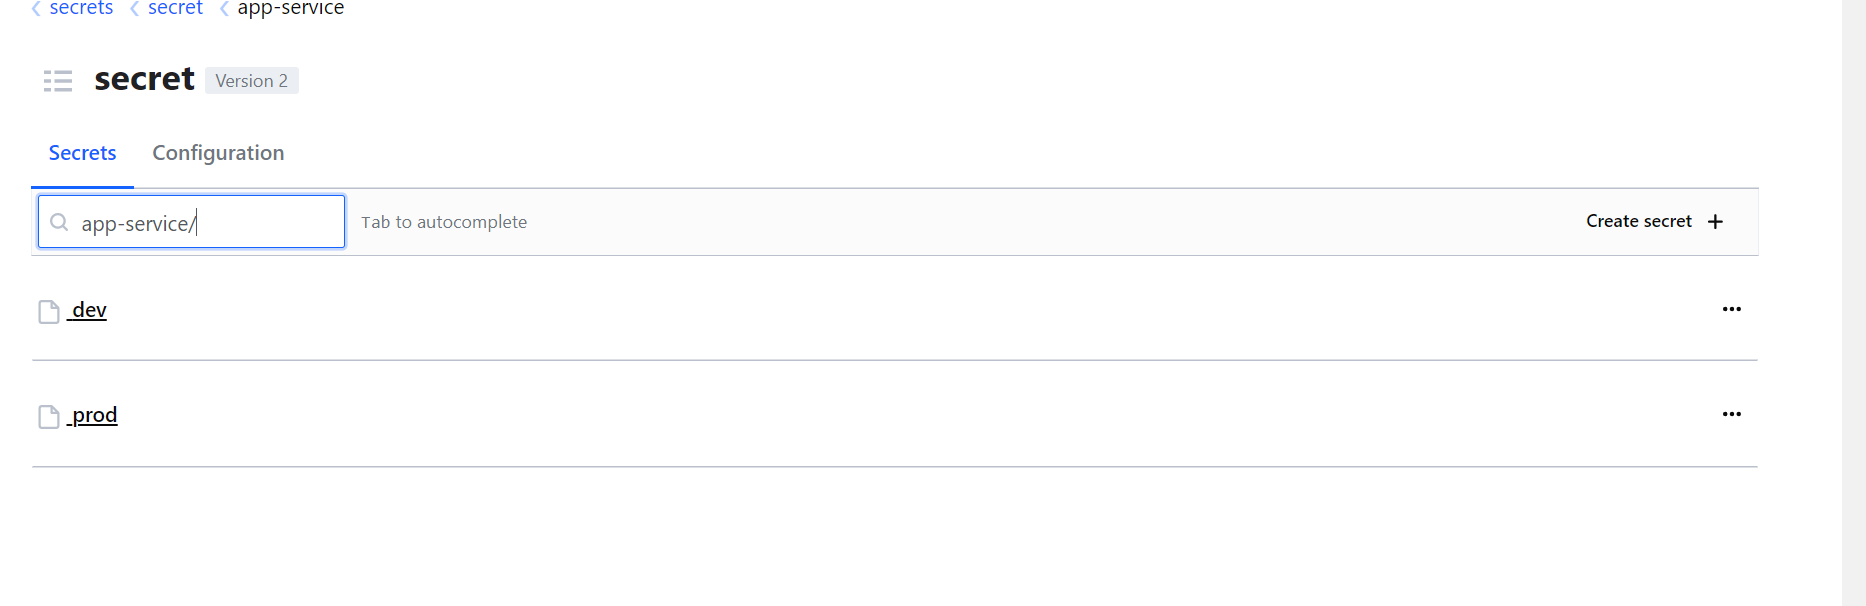 secrets secret app-service
secret Version 2
Secrets Configuration
app-service/ Tab to autocomplete Create secret +
dev
prod